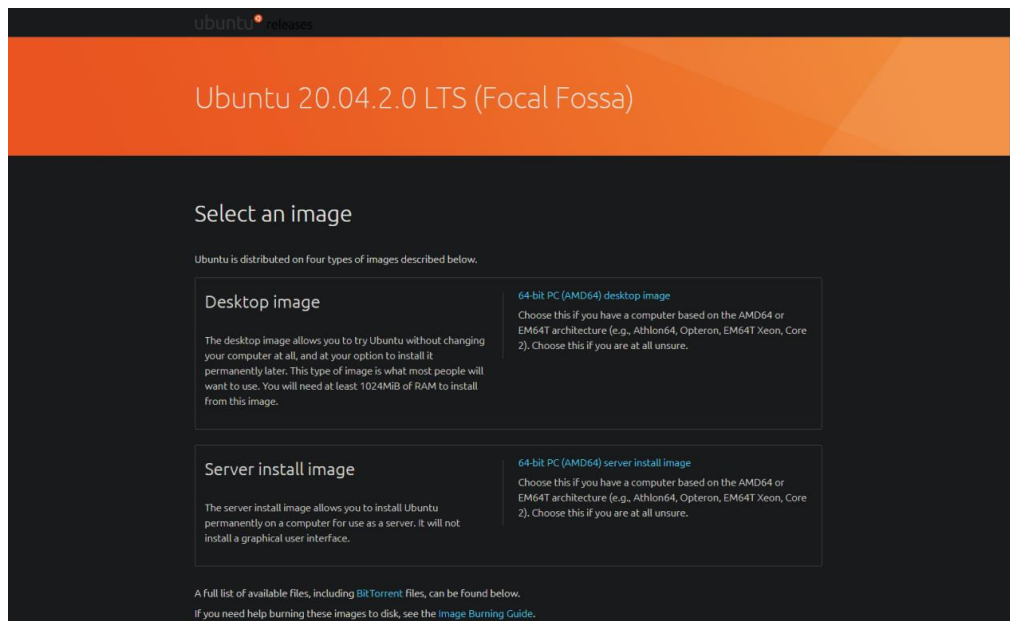 ubuntu releases
Ubuntu 20.04.2.0 LTS (Focal Fossa)
Select an image
Ubuntu is distributed on four types of images described below.
Desktop image
The desktop image allows you to try Ubuntu without changing
your computer at all, and at your option to install it
permanently later. This type of image is what most people will
want to use. You will need at least 1024MiB of RAM to install
from this image.
64-bit PC (AMD64) desktop image
Choose this if you have a computer based on the AMD64 or
EM64T architecture (e.g., Athlon64, Opteron, EM64T Xeon, Core
2). Choose this if you are at all unsure.
Server install image
The server install image allows you to install Ubuntu
permanently on a computer for use as a server. It will not
install a graphical user interface.
64-bit PC (AMD64) server install image
Choose this if you have a computer based on the AMD64 or
EM64T architecture (e.g., Athlon64, Opteron, EM64T Xeon, Core
2). Choose this if you are at all unsure.
A full list of available files, including BitTorrent files, can be found below.
If you need help burning these images to disk, see the Image Burning Guide.